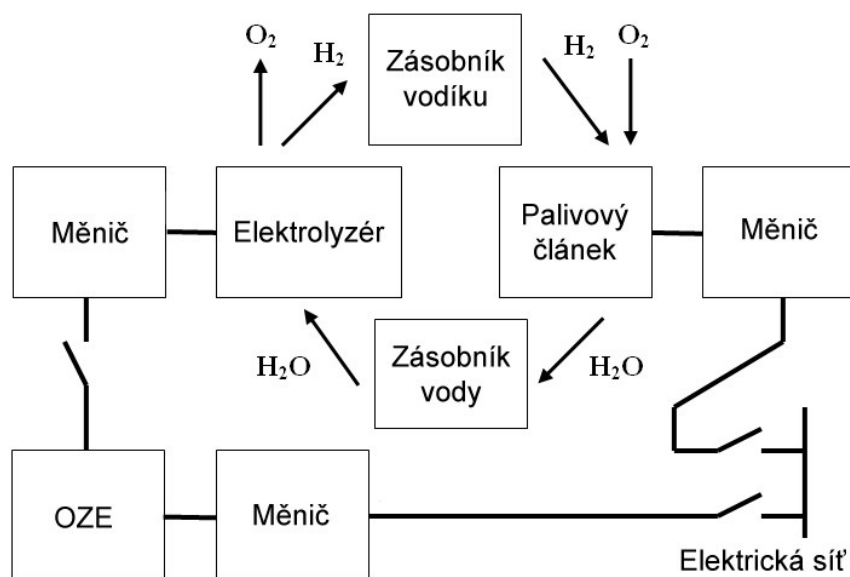 O₂
H₂
Zásobník
vodíku
H₂
O₂
Měnič
Elektrolyzér
Palivový
článek
Měnič
H₂O
Zásobník
vody
H₂O
OZE
Měnič
Elektrická síť